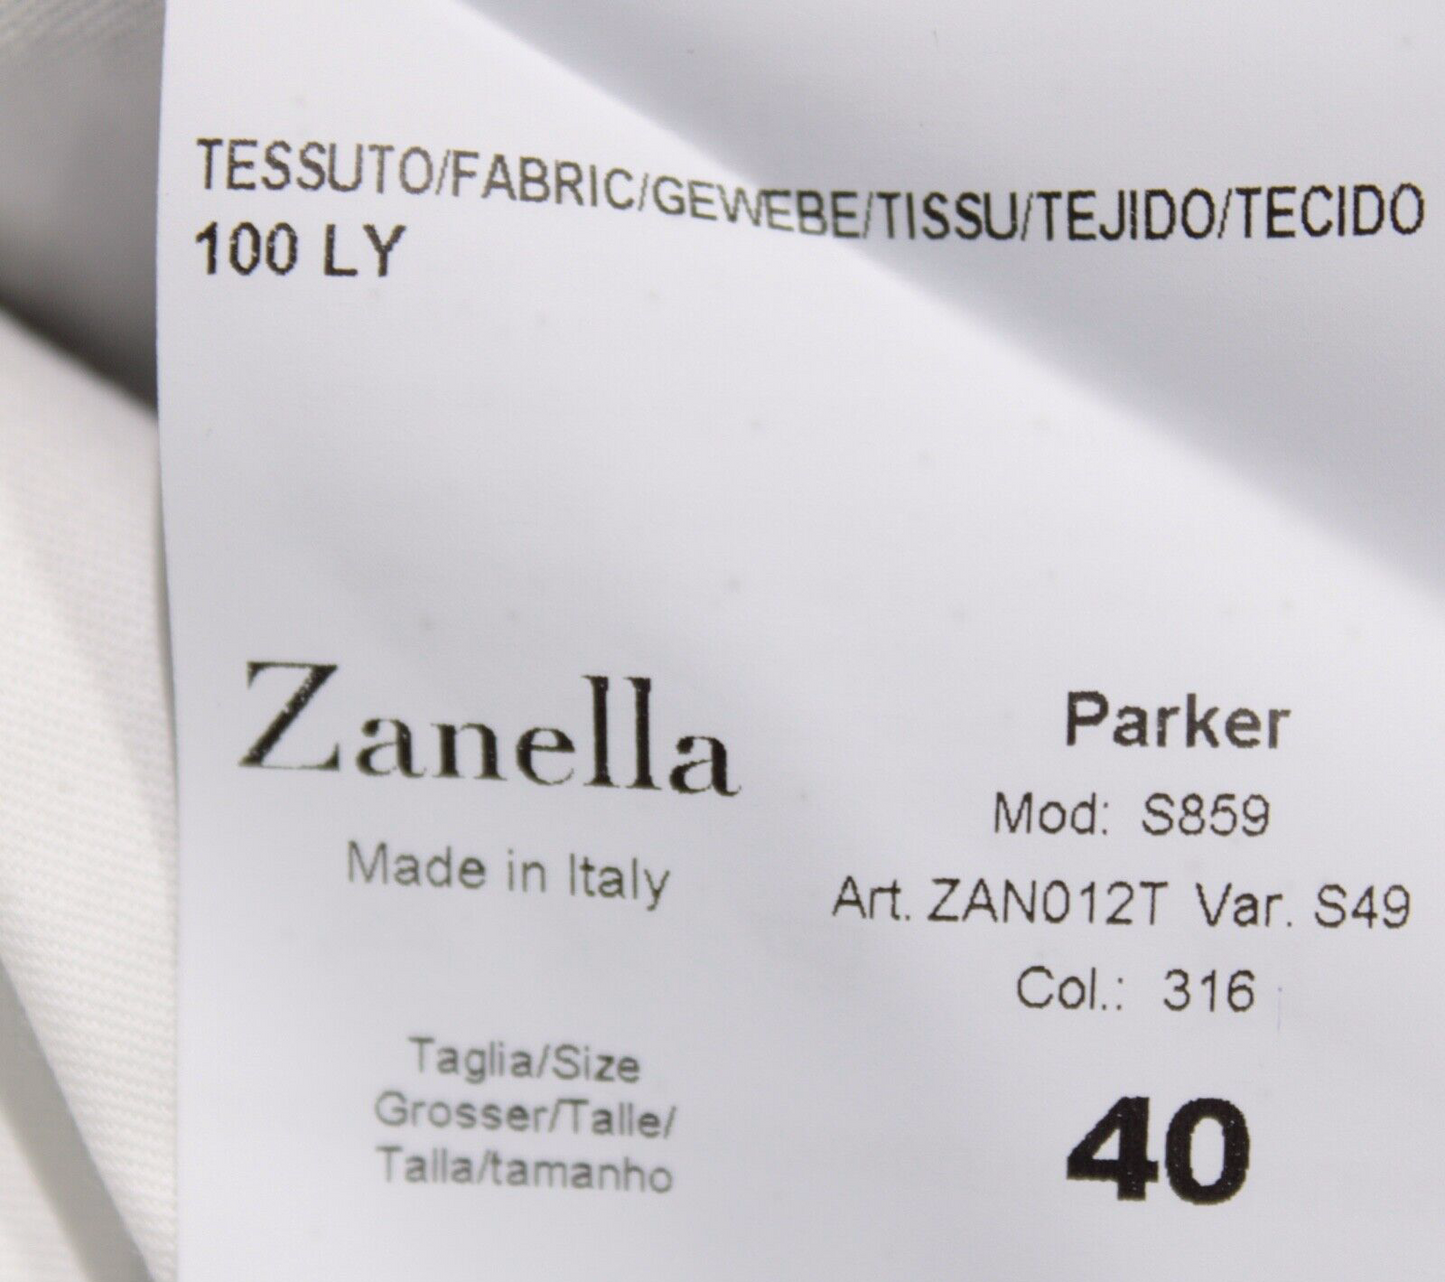 TESSUTO/FABRIC/GEWEBE/TISSU/TEJIDO/TECIDO
100 LY
Zanella
Made in Italy
Parker
Mod: S859
Art. ZAN012T Var. S49
Col.: 316
Taglia/Size
Grosser/Talle/
Talla/tamanho
40